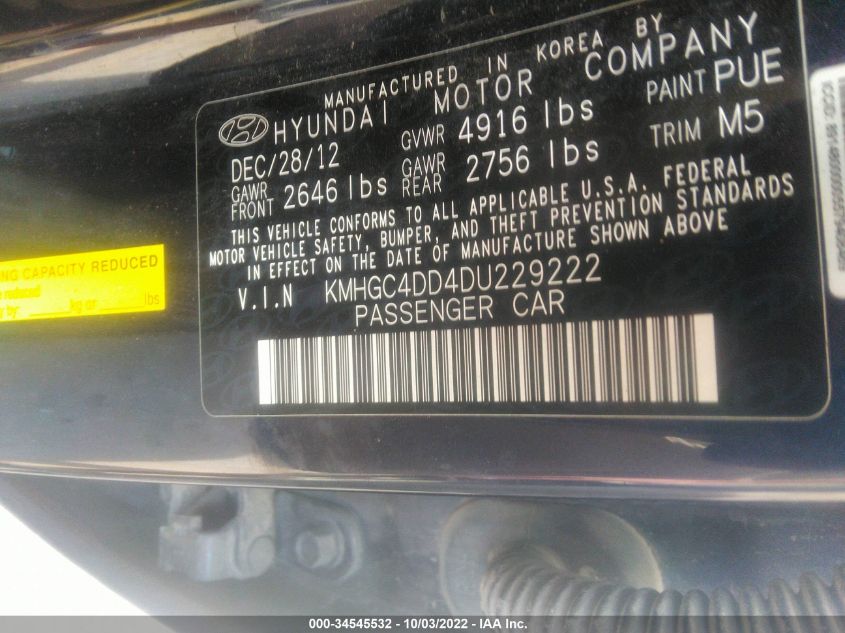 MANUFACTURED IN KOREA BY
HYUNDAI MOTOR COMPANY
DEC/28/12 GVWR 4916 lbs PAINT PUE
GAWR FRONT 2646 lbs GAWR REAR 2756 lbs TRIM M5
THIS VEHICLE CONFORMS TO ALL APPLICABLE U.S.A. FEDERAL
MOTOR VEHICLE SAFETY, BUMPER, AND THEFT PREVENTION STANDARDS
IN EFFECT ON THE DATE OF MANUFACTURE SHOWN ABOVE
V.I.N KMHGC4DD4DU229222
PASSENGER CAR
NG CAPACITY REDUCED
reduced
by kg or lbs
000-34545532 - 10/03/2022 - IAA Inc.